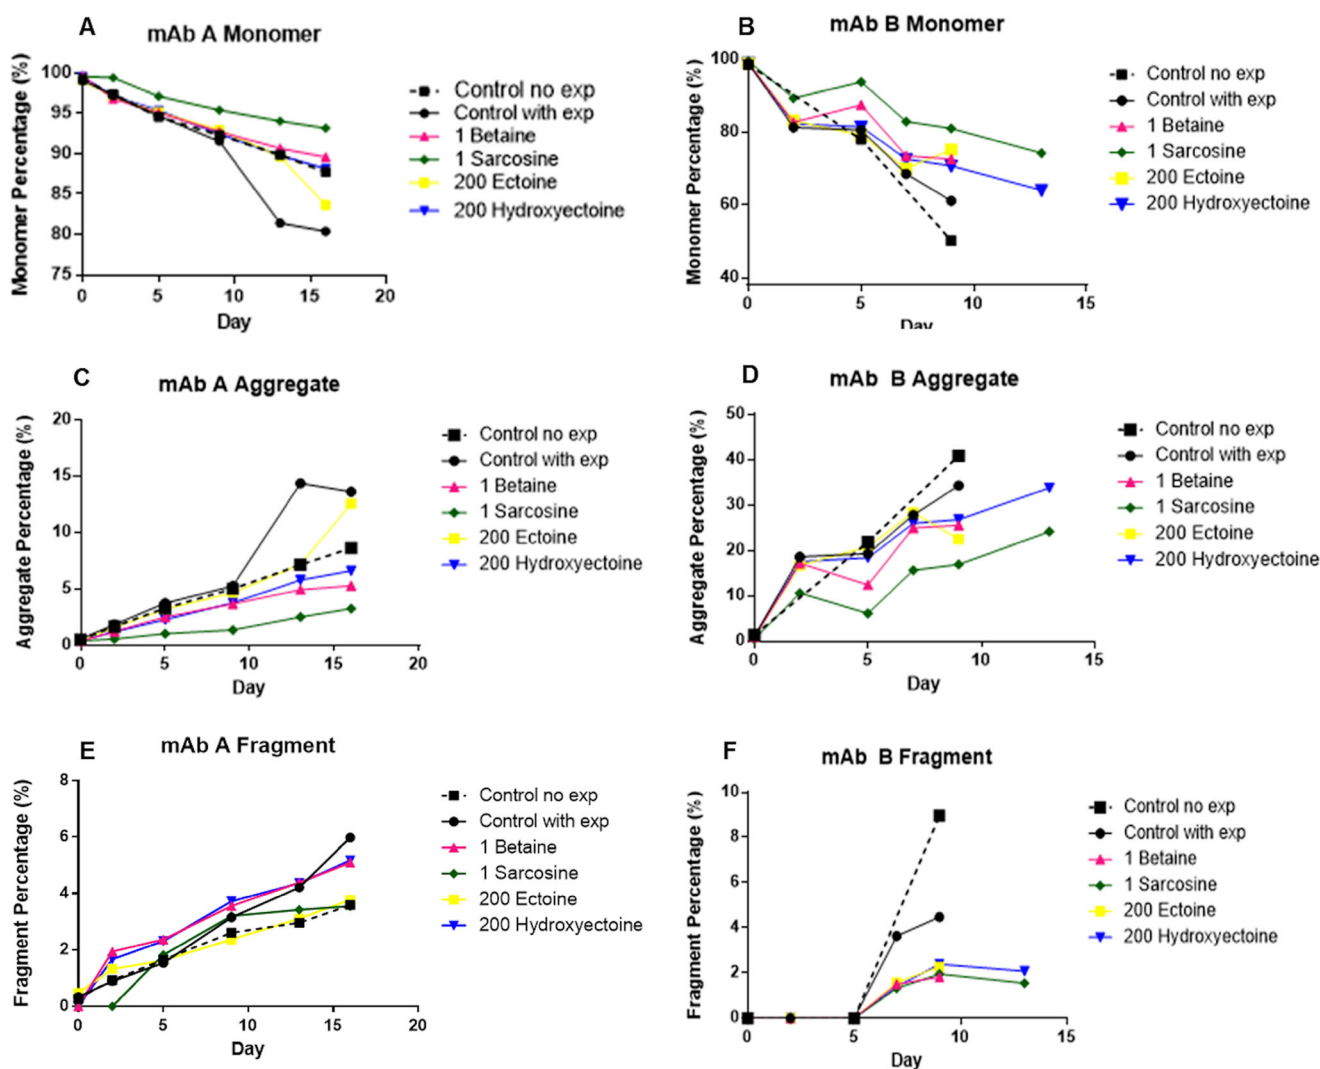 A
mAb A Monomer
Monomer Percentage (%)
100
95
90
85
80
75
0
5
10
15
20
Day
Control no exp
Control with exp
1 Betaine
1 Sarcosine
200 Ectoine
200 Hydroxyectoine
B
mAb B Monomer
Monomer Percentage (%)
100
80
60
40
0
5
10
15
Day
Control no exp
Control with exp
1 Betaine
1 Sarcosine
200 Ectoine
200 Hydroxyectoine
C
mAb A Aggregate
Aggregate Percentage (%)
20
15
10
5
0
0
5
10
15
20
Day
Control no exp
Control with exp
1 Betaine
1 Sarcosine
200 Ectoine
200 Hydroxyectoine
D
mAb B Aggregate
Aggregate Percentage (%)
50
40
30
20
10
0
0
5
10
15
Day
Control no exp
Control with exp
1 Betaine
1 Sarcosine
200 Ectoine
200 Hydroxyectoine
E
mAb A Fragment
Fragment Percentage (%)
8
6
4
2
0
0
5
10
15
20
Day
Control no exp
Control with exp
1 Betaine
1 Sarcosine
200 Ectoine
200 Hydroxyectoine
F
mAb B Fragment
Fragment Percentage (%)
10
8
6
4
2
0
0
5
10
15
Day
Control no exp
Control with exp
1 Betaine
1 Sarcosine
200 Ectoine
200 Hydroxyectoine